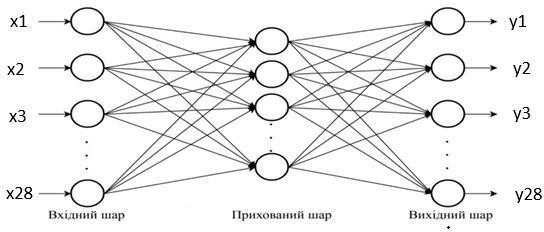 x1 y1
x2 y2
x3 y3
x28 y28
Вхідний шар Прихований шар Вихідний шар